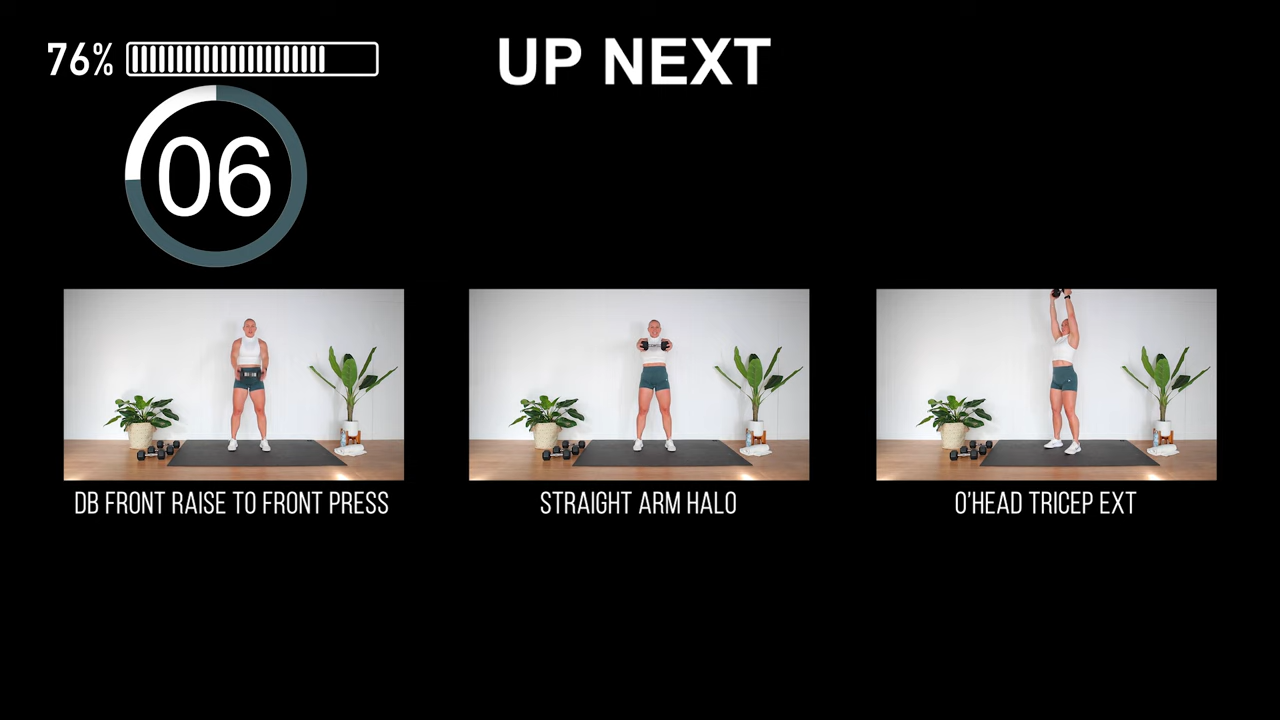 76%
UP NEXT
06
DB FRONT RAISE TO FRONT PRESS
STRAIGHT ARM HALO
O'HEAD TRICEP EXT